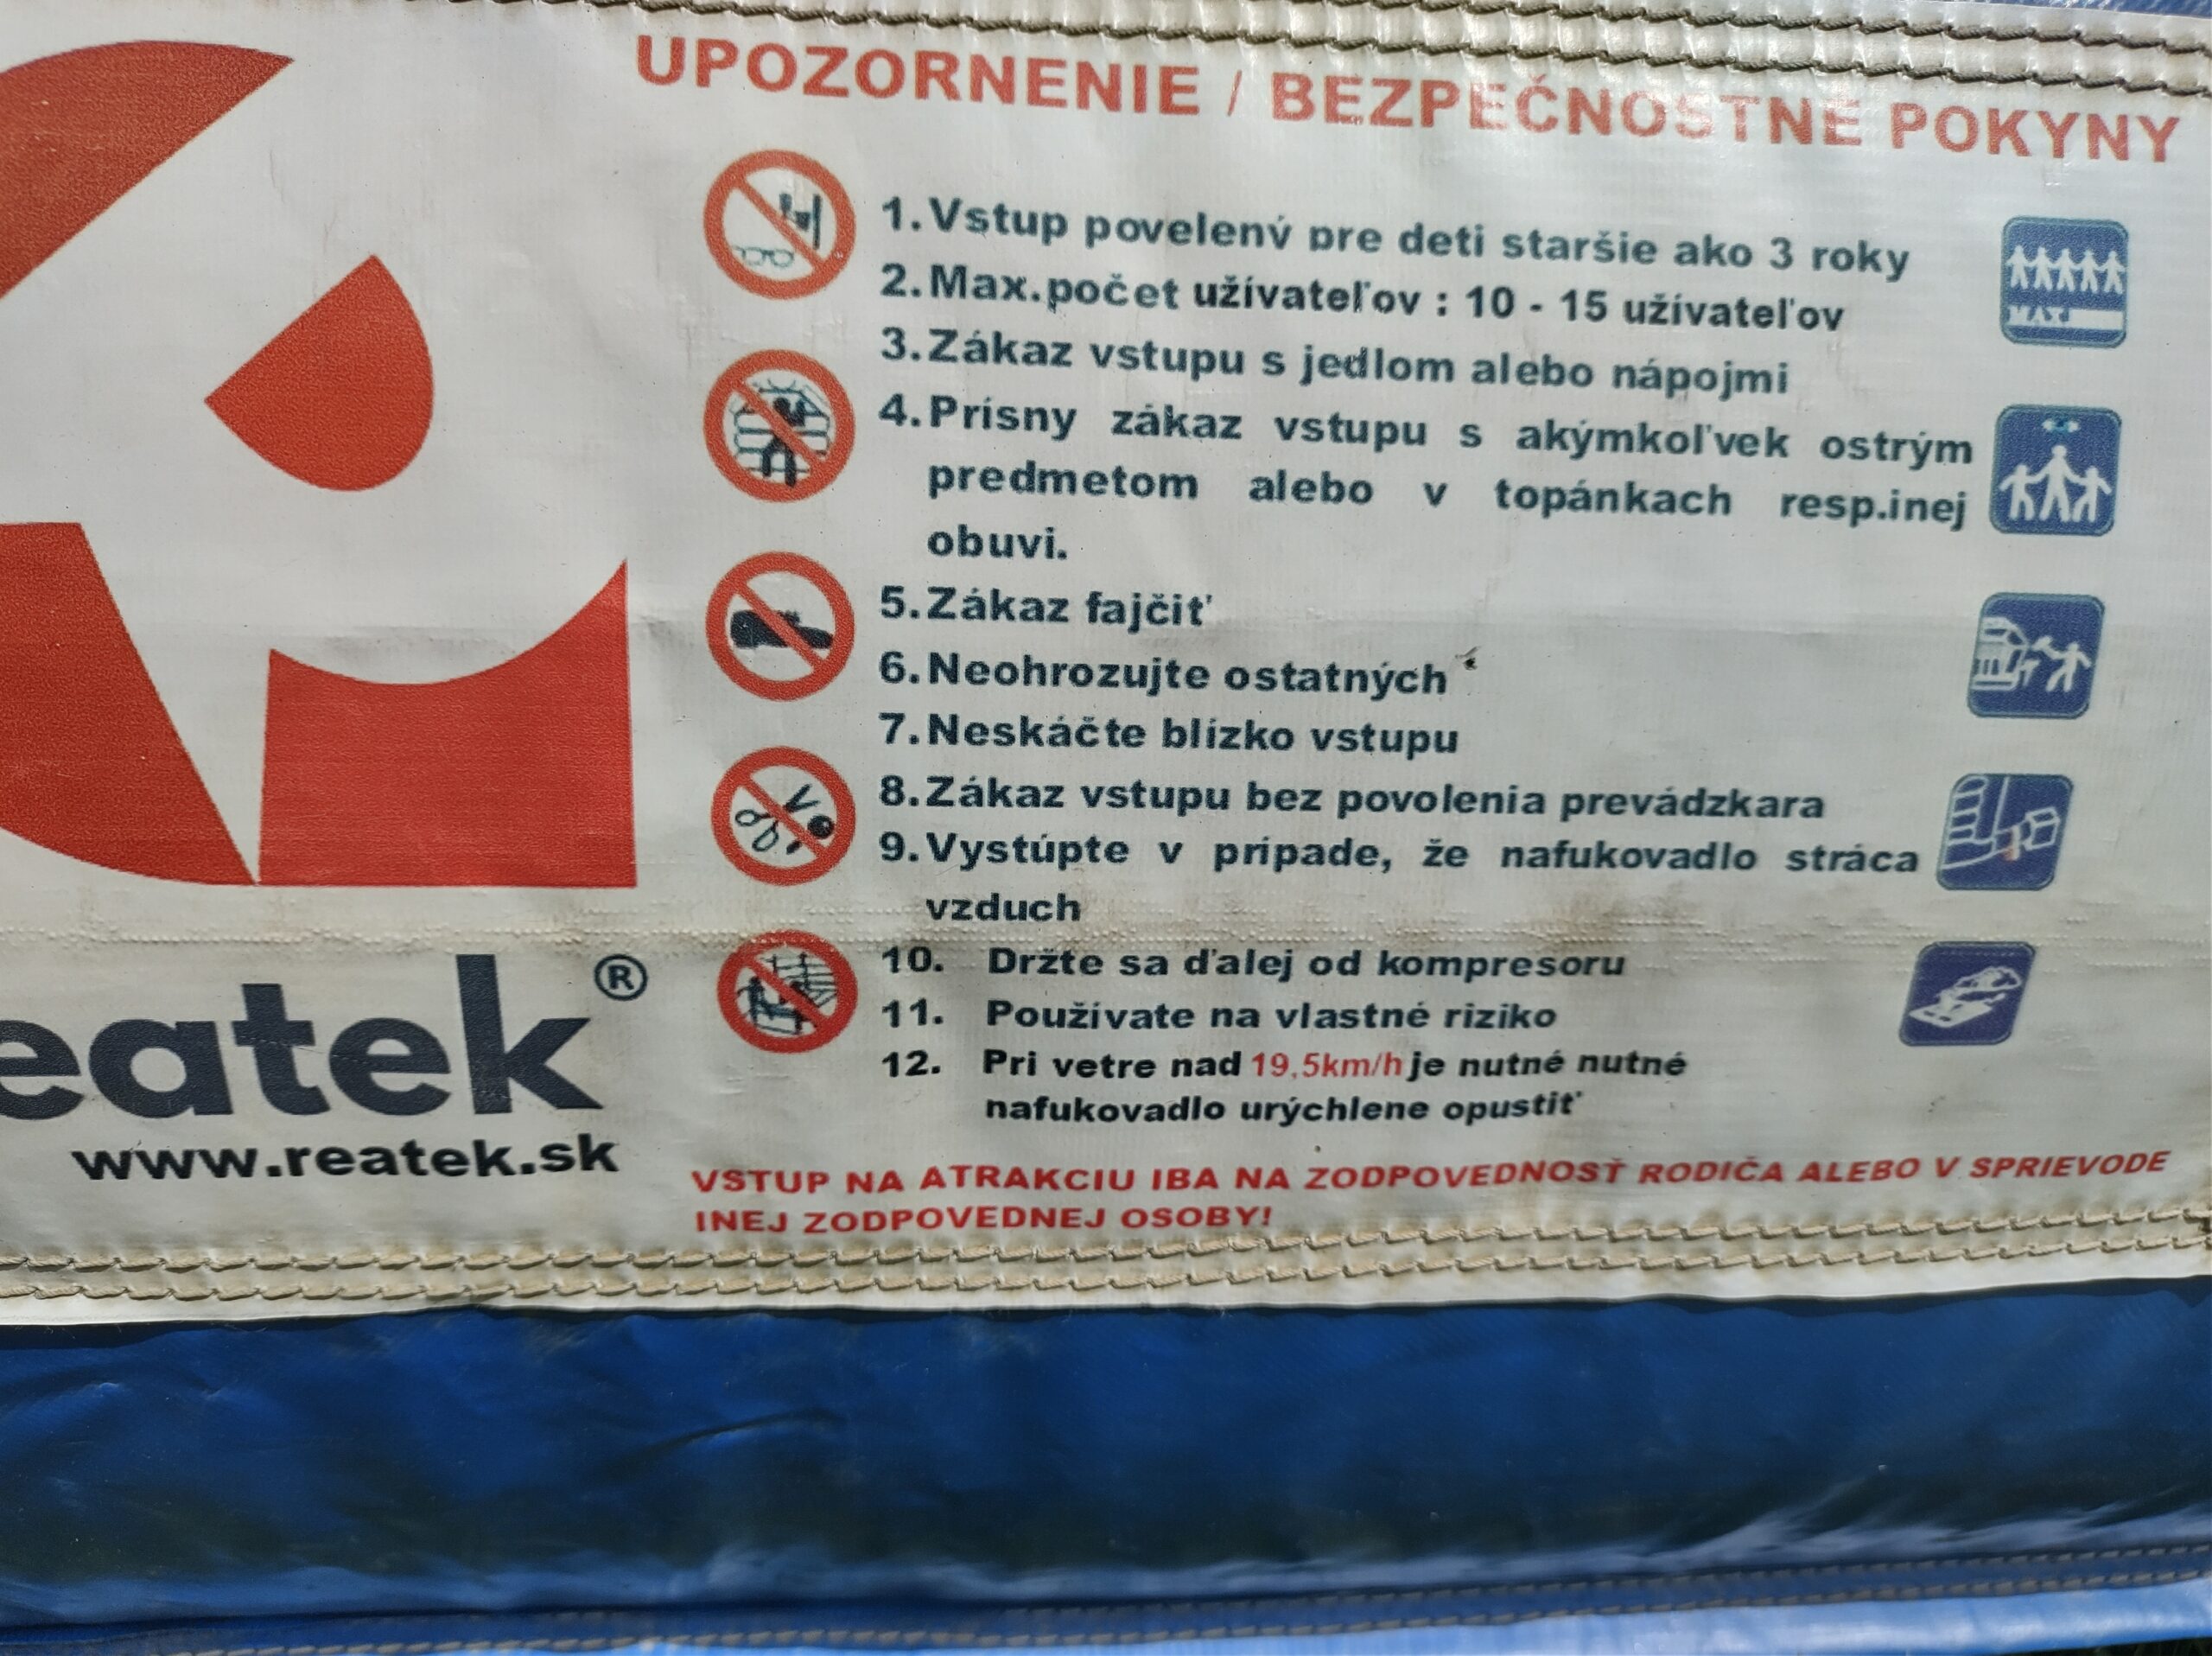 UPOZORNENIE / BEZPEČNOSTNÉ POKYNY
1. Vstup povelený pre deti staršie ako 3 roky
2. Max.počet užívateľov : 10 - 15 užívateľov
3. Zákaz vstupu s jedlom alebo nápojmi
4. Prísny zákaz vstupu s akýmkoľvek ostrým
predmetom alebo v topánkach resp.inej
obuvi.
5. Zákaz fajčiť
6. Neohrozujte ostatných
7. Neskáčte blízko vstupu
8. Zákaz vstupu bez povolenia prevádzkara
9. Vystúpte v prípade, že nafukovadlo stráca
vzduch
10. Držte sa ďalej od kompresoru
11. Používate na vlastné riziko
12. Pri vetre nad 19,5km/h je nutné nutné
nafukovadlo urýchlene opustiť
VSTUP NA ATRAKCIU IBA NA ZODPOVEDNOSŤ RODIČA ALEBO V SPRIEVODE
INEJ ZODPOVEDNEJ OSOBY!
eatek ®
www.reatek.sk